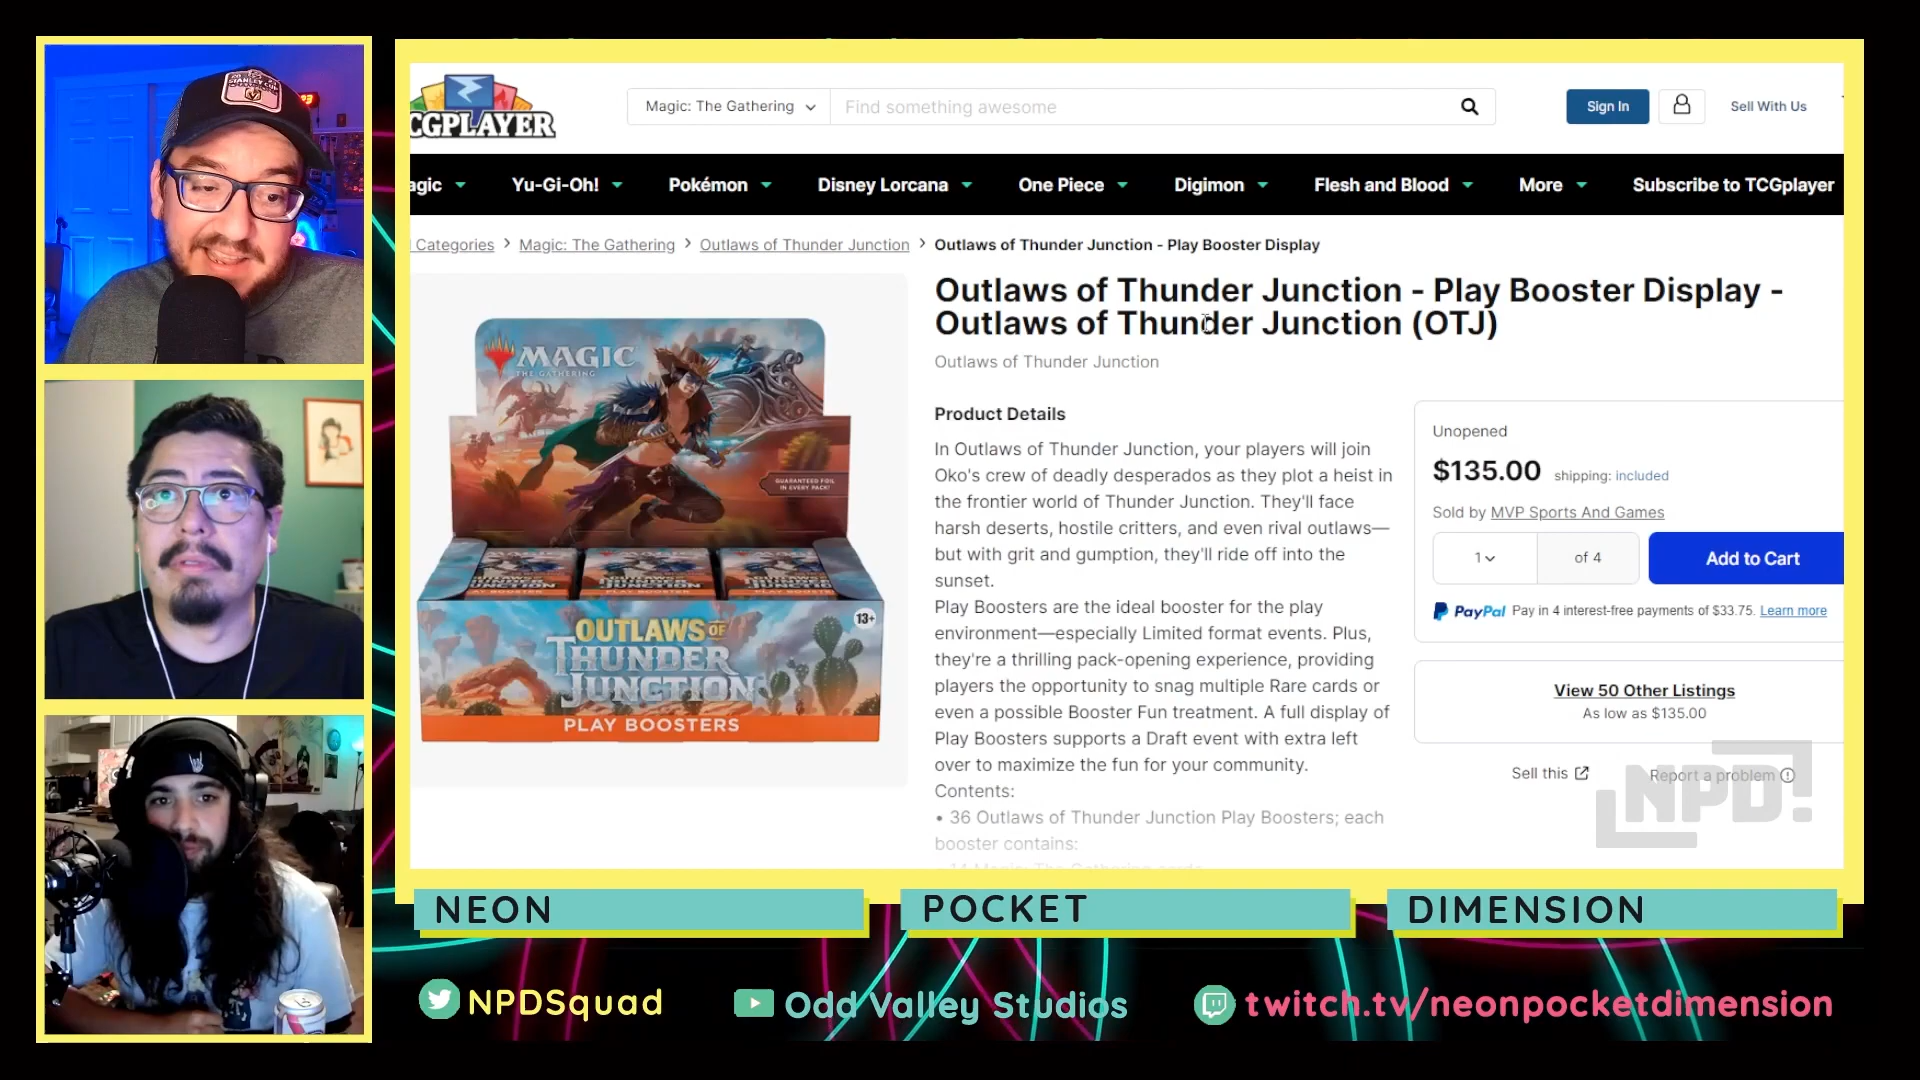 STANLEY CUP
CGPLAYER
Magic: The Gathering
Find something awesome
Sign In
Sell With Us
agic
Yu-Gi-Oh!
Pokémon
Disney Lorcana
One Piece
Digimon
Flesh and Blood
More
Subscribe to TCGplayer
Categories > Magic: The Gathering > Outlaws of Thunder Junction > Outlaws of Thunder Junction - Play Booster Display
Outlaws of Thunder Junction - Play Booster Display -
Outlaws of Thunder Junction (OTJ)
Outlaws of Thunder Junction
MAGIC
THE GATHERING
GUARANTEED FOIL
IN EVERY PACK!
MAGIC MAGIC MAGIC
13+
OUTLAWS OF
THUNDER
JUNCTION
PLAY BOOSTERS
Product Details
In Outlaws of Thunder Junction, your players will join
Oko's crew of deadly desperados as they plot a heist in
the frontier world of Thunder Junction. They'll face
harsh deserts, hostile critters, and even rival outlaws—
but with grit and gumption, they'll ride off into the
sunset.
Play Boosters are the ideal booster for the play
environment—especially Limited format events. Plus,
they're a thrilling pack-opening experience, providing
players the opportunity to snag multiple Rare cards or
even a possible Booster Fun treatment. A full display of
Play Boosters supports a Draft event with extra left
over to maximize the fun for your community.
Contents:
• 36 Outlaws of Thunder Junction Play Boosters; each
booster contains:
Unopened
$135.00 shipping: included
Sold by MVP Sports And Games
1
of 4
Add to Cart
PayPal Pay in 4 interest-free payments of $33.75. Learn more
View 50 Other Listings
As low as $135.00
Sell this
Report a problem
NPD!
NEON
POCKET
DIMENSION
NPDSquad
Odd Valley Studios
twitch.tv/neonpocketdimension